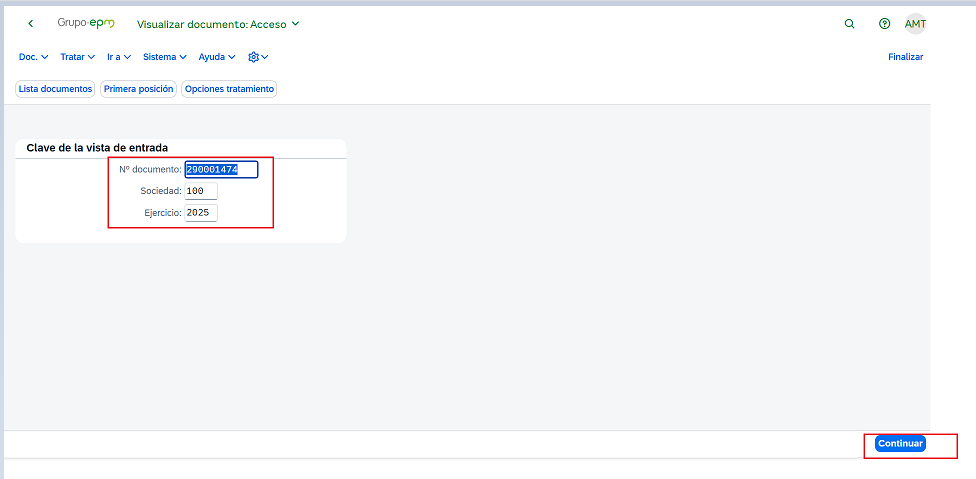 Grupo·epm Visualizar documento: Acceso AMT
Doc. Tratar Ir a Sistema Ayuda Finalizar
Lista documentos Primera posición Opciones tratamiento
Clave de la vista de entrada
Nº documento: 290001474
Sociedad: 100
Ejercicio: 2025
Continuar